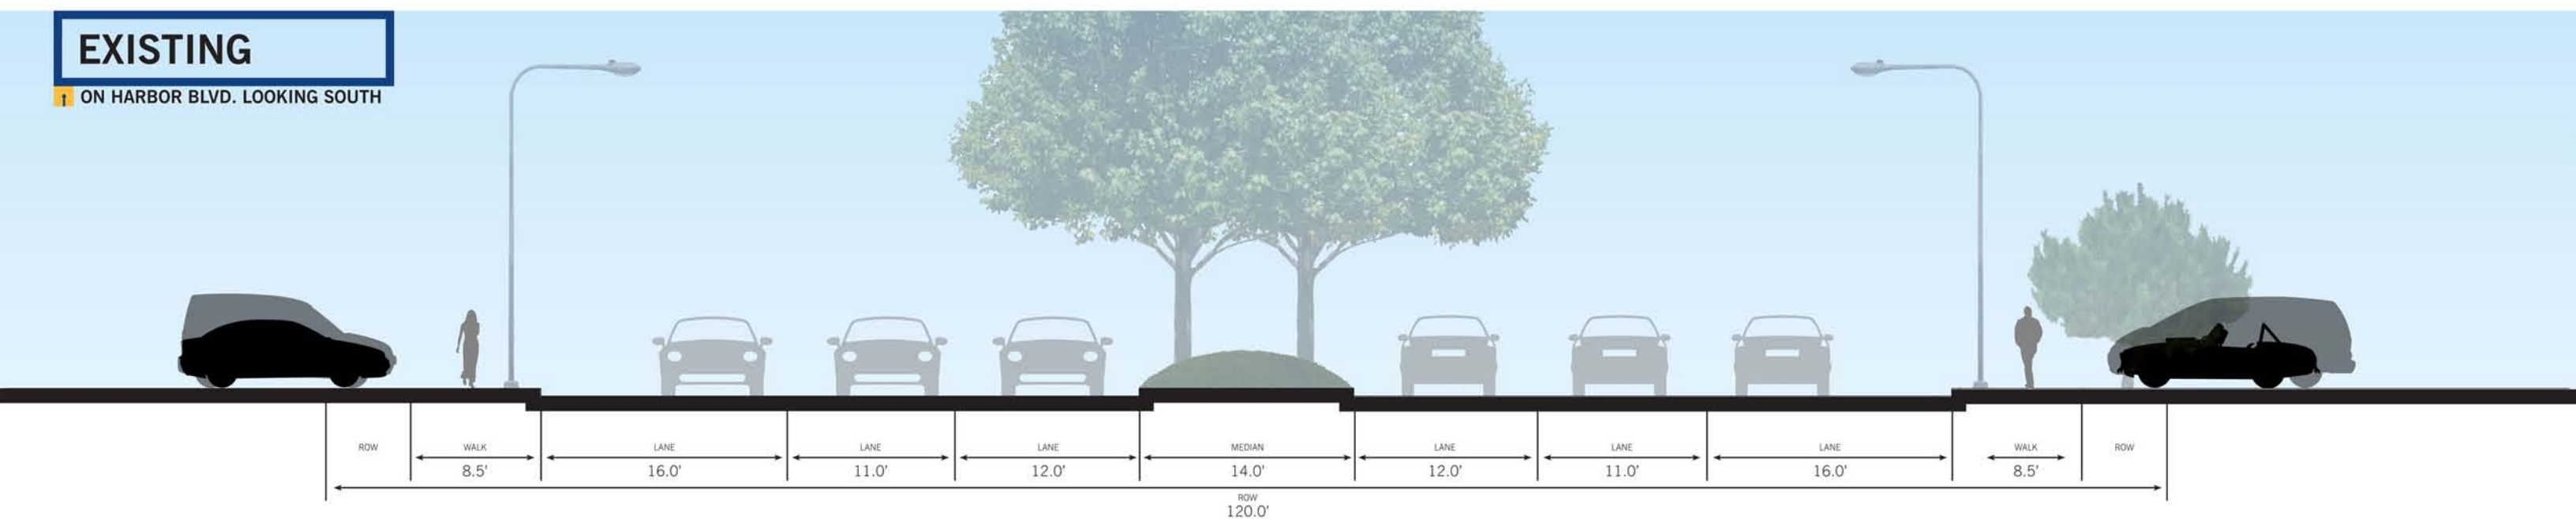 EXISTING
↑ ON HARBOR BLVD. LOOKING SOUTH
ROW WALK LANE LANE LANE MEDIAN LANE LANE LANE WALK ROW
8.5' 16.0' 11.0' 12.0' 14.0' 12.0' 11.0' 16.0' 8.5'
ROW
120.0'